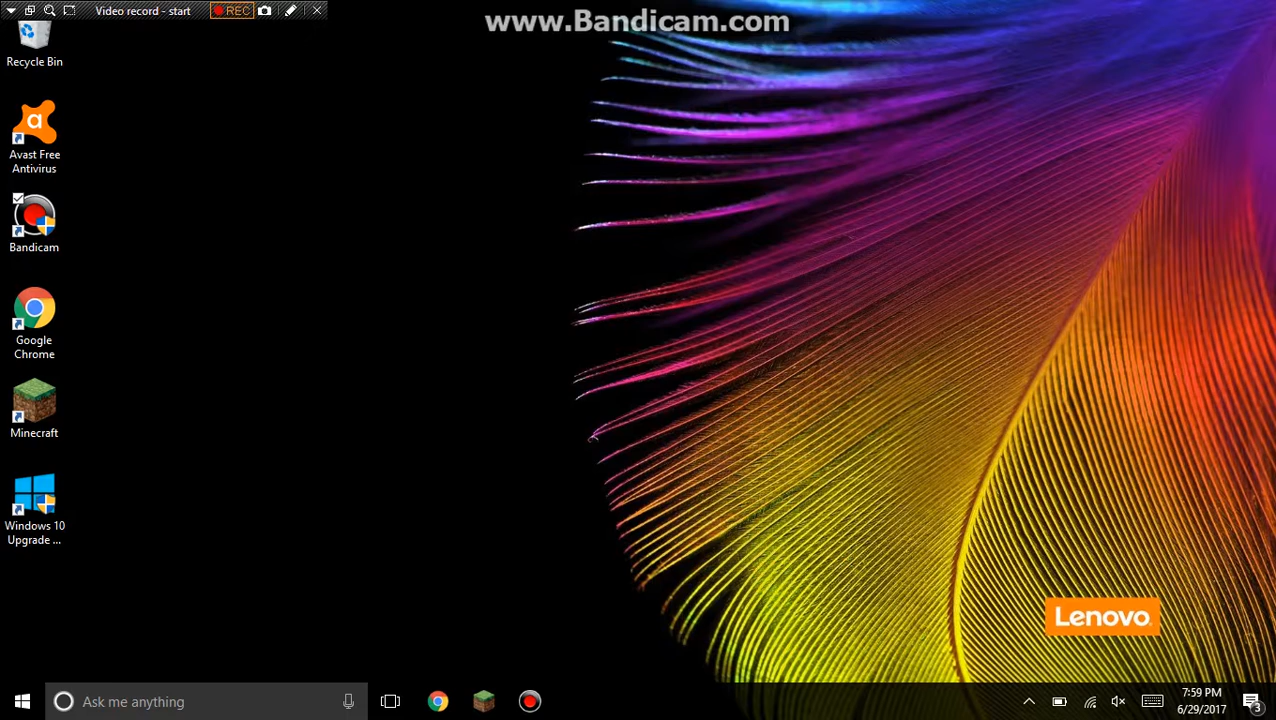 Video record - start
REC
www.Bandicam.com
Recycle Bin
a
Avast Free
Antivirus
Bandicam
Google
Chrome
Minecraft
Windows 10
Upgrade ...
Lenovo
Ask me anything
7:59 PM
6/29/2017
3